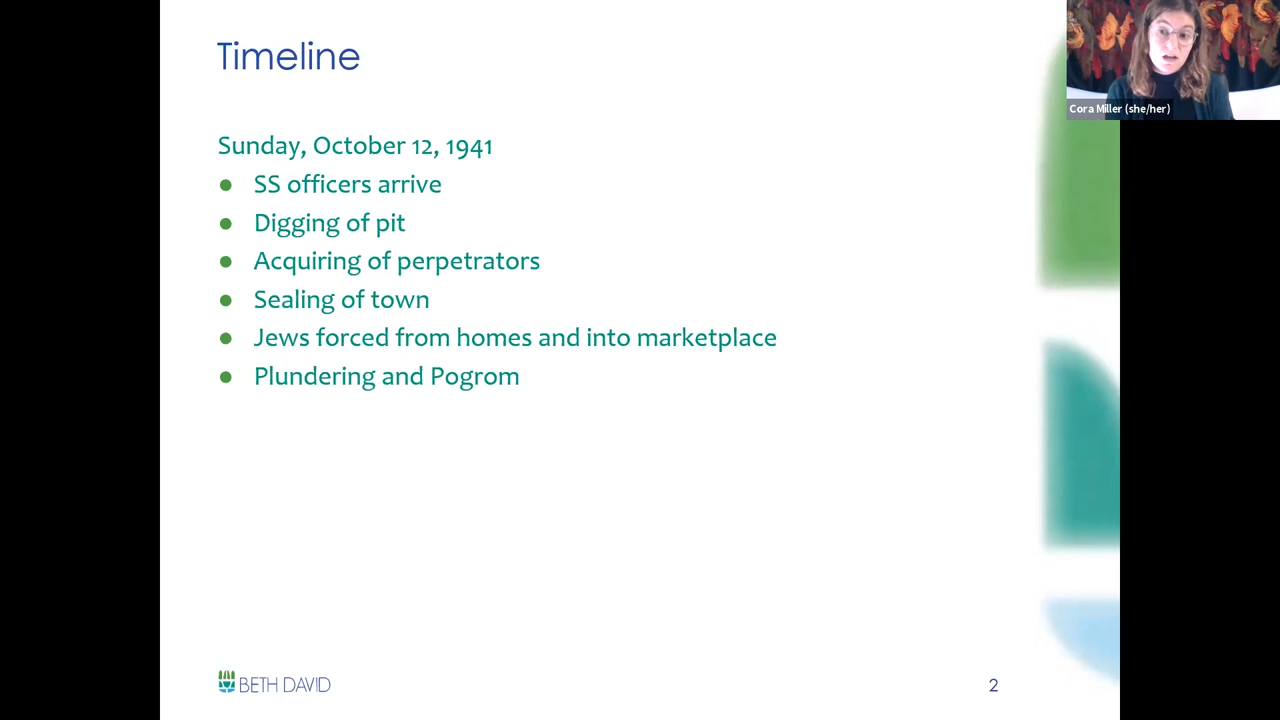 Timeline
Cora Miller (she/her)
Sunday, October 12, 1941
● SS officers arrive
● Digging of pit
● Acquiring of perpetrators
● Sealing of town
● Jews forced from homes and into marketplace
● Plundering and Pogrom
BETH DAVID
2